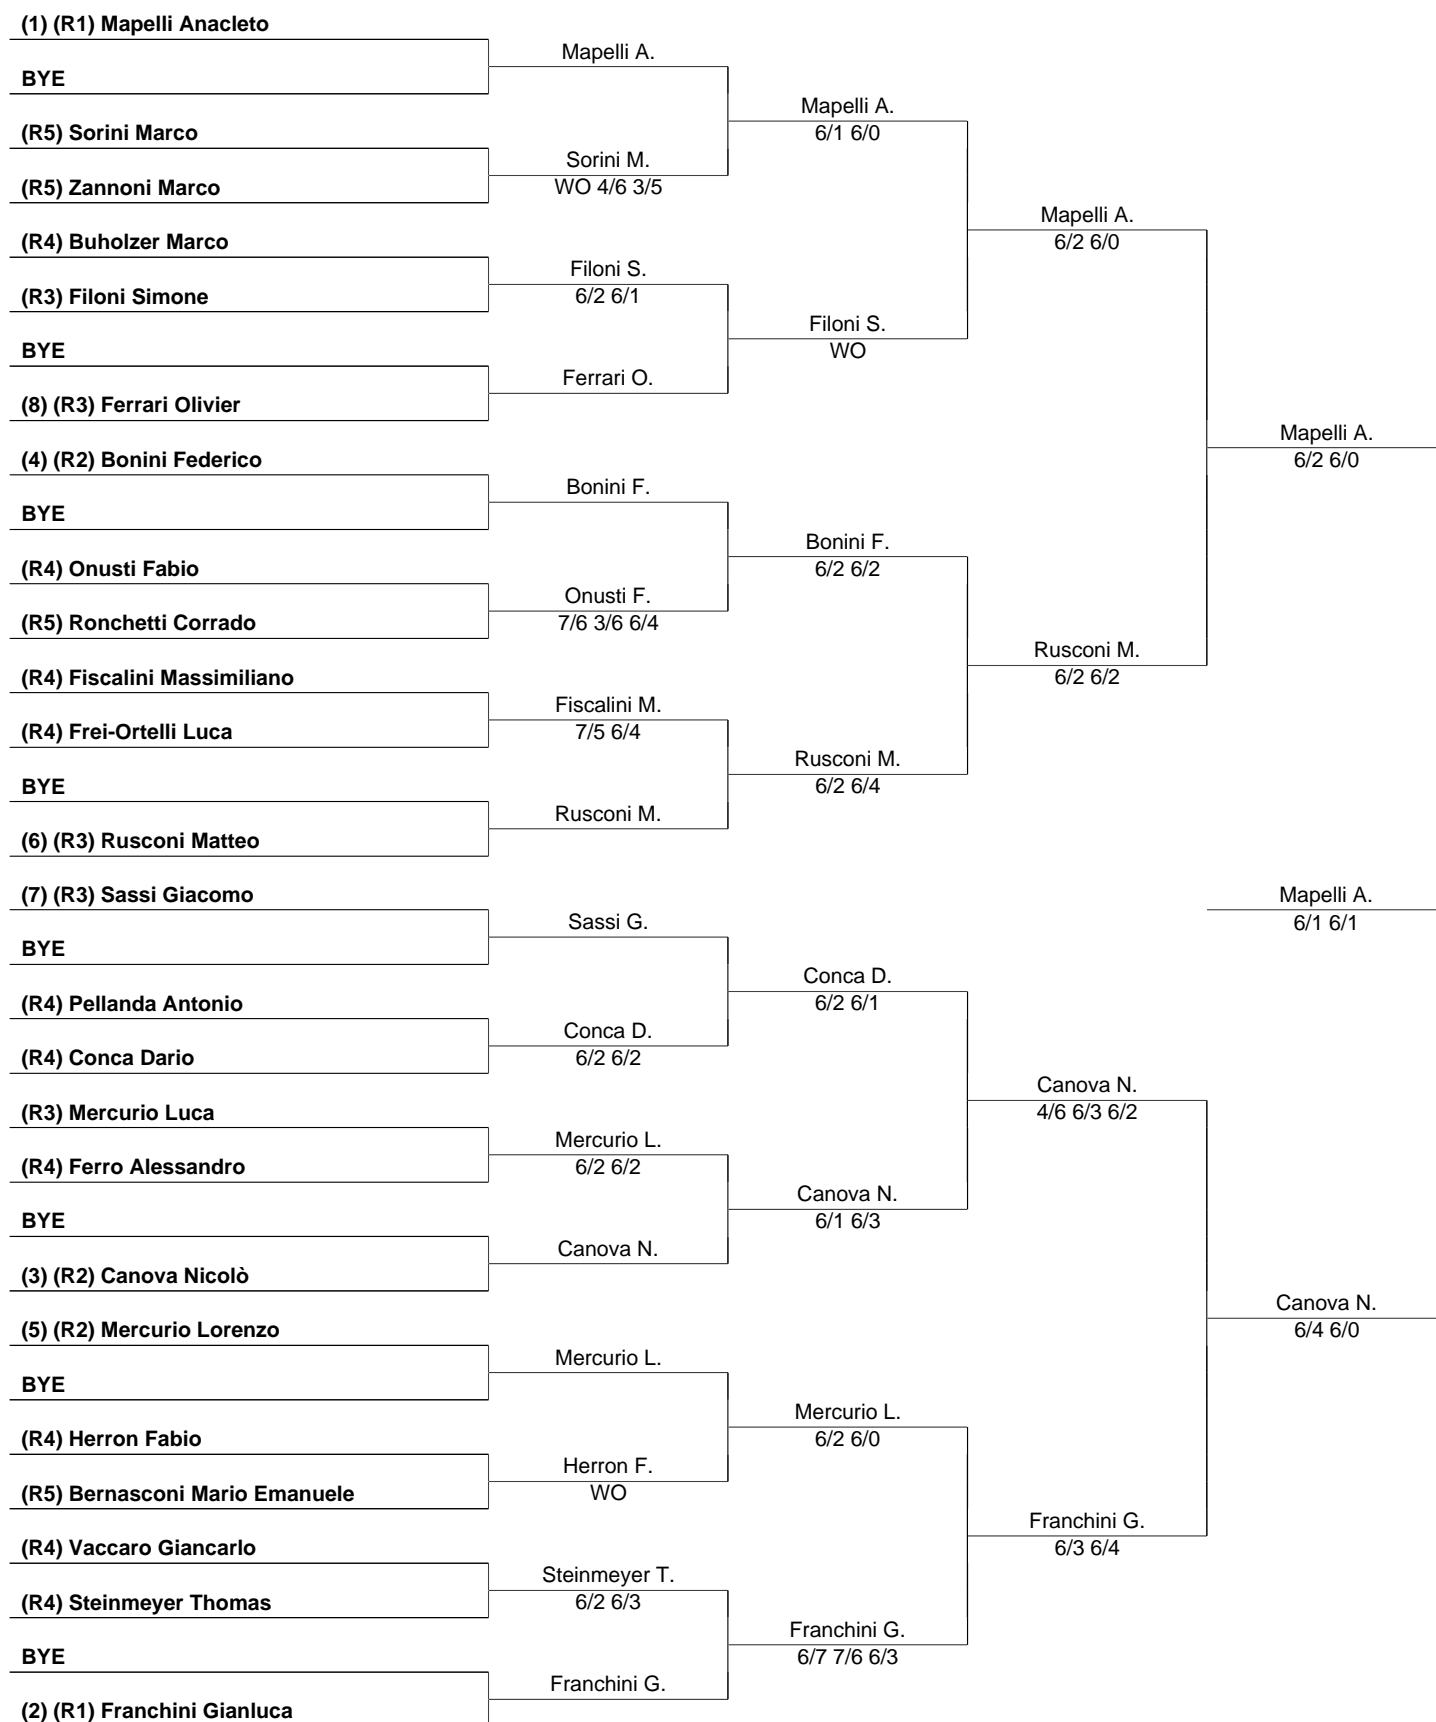 (1) (R1) Mapelli Anacleto
Mapelli A.
BYE
Mapelli A.
6/1 6/0
(R5) Sorini Marco
Sorini M.
WO 4/6 3/5
(R5) Zannoni Marco
Mapelli A.
6/2 6/0
(R4) Buholzer Marco
Filoni S.
6/2 6/1
(R3) Filoni Simone
Filoni S.
WO
BYE
Ferrari O.
(8) (R3) Ferrari Olivier
Mapelli A.
6/2 6/0
(4) (R2) Bonini Federico
Bonini F.
BYE
Bonini F.
6/2 6/2
(R4) Onusti Fabio
Onusti F.
7/6 3/6 6/4
(R5) Ronchetti Corrado
Rusconi M.
6/2 6/2
(R4) Fiscalini Massimiliano
Fiscalini M.
7/5 6/4
(R4) Frei-Ortelli Luca
Rusconi M.
6/2 6/4
BYE
Rusconi M.
(6) (R3) Rusconi Matteo
(7) (R3) Sassi Giacomo
Mapelli A.
6/1 6/1
Sassi G.
BYE
Conca D.
6/2 6/1
(R4) Pellanda Antonio
Conca D.
6/2 6/2
(R4) Conca Dario
Canova N.
4/6 6/3 6/2
(R3) Mercurio Luca
Mercurio L.
6/2 6/2
(R4) Ferro Alessandro
Canova N.
6/1 6/3
BYE
Canova N.
(3) (R2) Canova Nicolò
Canova N.
6/4 6/0
(5) (R2) Mercurio Lorenzo
Mercurio L.
BYE
Mercurio L.
6/2 6/0
(R4) Herron Fabio
Herron F.
WO
(R5) Bernasconi Mario Emanuele
Franchini G.
6/3 6/4
(R4) Vaccaro Giancarlo
Steinmeyer T.
6/2 6/3
(R4) Steinmeyer Thomas
Franchini G.
6/7 7/6 6/3
BYE
Franchini G.
(2) (R1) Franchini Gianluca